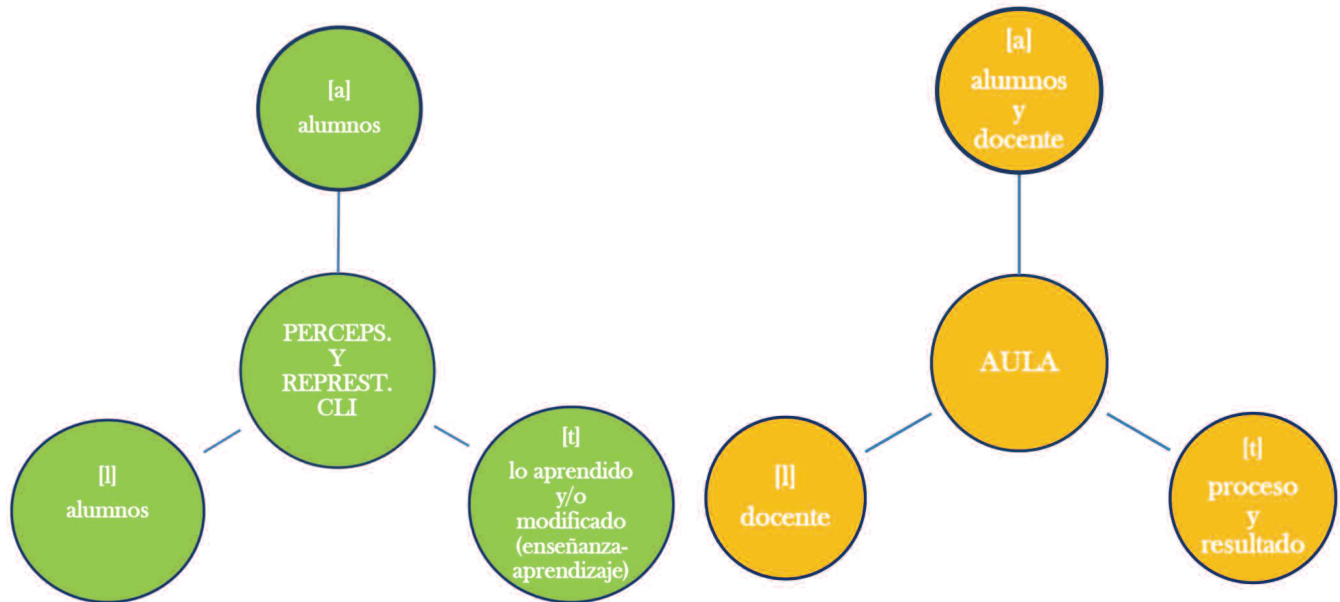 [a]
alumnos
PERCEPS.
Y
REPREST.
CLI
[l]
alumnos
[t]
lo aprendido
y/o
modificado
(enseñanza-
aprendizaje)
[a]
alumnos
y
docente
AULA
[l]
docente
[t]
proceso
y
resultado